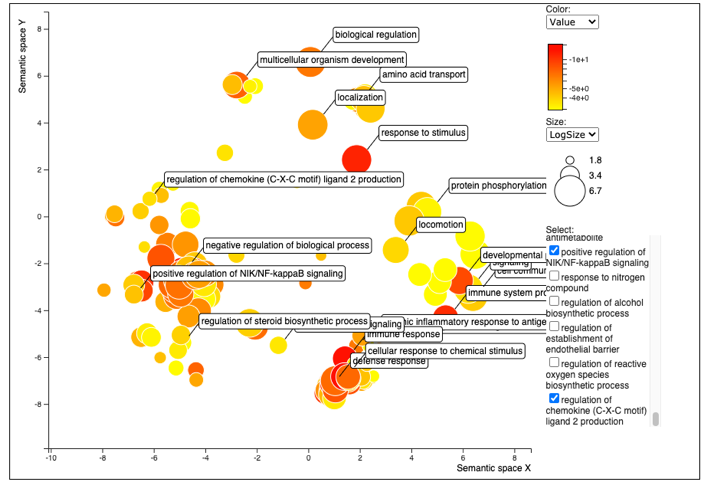 Color:
Value
-1e+1
-5e+0
-4e+0
Size:
LogSize
1.8
3.4
6.7
Select:
antimetabolite
positive regulation of
NIK/NF-kappaB signaling
response to nitrogen
compound
regulation of alcohol
biosynthetic process
regulation of
establishment of
endothelial barrier
regulation of reactive
oxygen species
biosynthetic process
regulation of
chemokine (C-X-C motif)
ligand 2 production
Semantic space Y
8
6
4
2
0
-2
-4
-6
-8
-10
-8
-6
-4
-2
0
2
4
6
8
Semantic space X
biological regulation
multicellular organism development
amino acid transport
localization
response to stimulus
regulation of chemokine (C-X-C motif) ligand 2 production
protein phosphorylation
locomotion
negative regulation of biological process
developmental
signaling
positive regulation of NIK/NF-kappaB signaling
immune system pro
regulation of steroid biosynthetic process
ignaling
ic inflammatory response to antige
immune response
cellular response to chemical stimulus
defense response